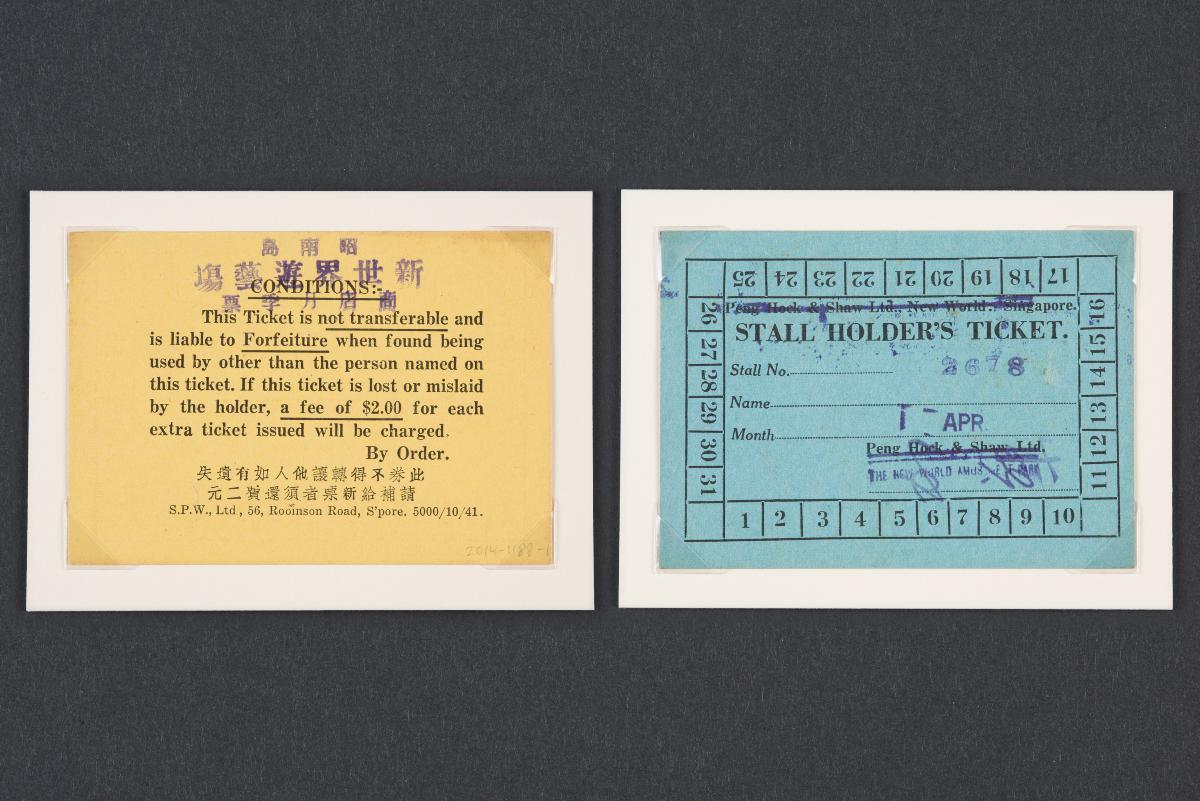 島南昭
塲藝遊界世新
CONDITIONS:-
票季月店商
This Ticket is not transferable and
is liable to Forfeiture when found being
used by other than the person named on
this ticket. If this ticket is lost or mislaid
by the holder, a fee of $2.00 for each
extra ticket issued will be charged.
By Order.
失遺有如人他讓轉得不券此
元二費還須者票新給補請
S.P.W., Ltd , 56, Rooinson Road, S'pore. 5000/10/41.
2014-1188-1
25 24 23 22 21 20 19 18 17
Peng Hock & Shaw Ltd., New World, Singapore.
STALL HOLDER'S TICKET.
Stall No. 2678
Name
1 - APR
Month
Peng Hock & Shaw Ltd.
THE NEW WORLD AMUSEMENT PARK
26 27 28 29 30 31
16 15 14 13 12 11
1 2 3 4 5 6 7 8 9 10